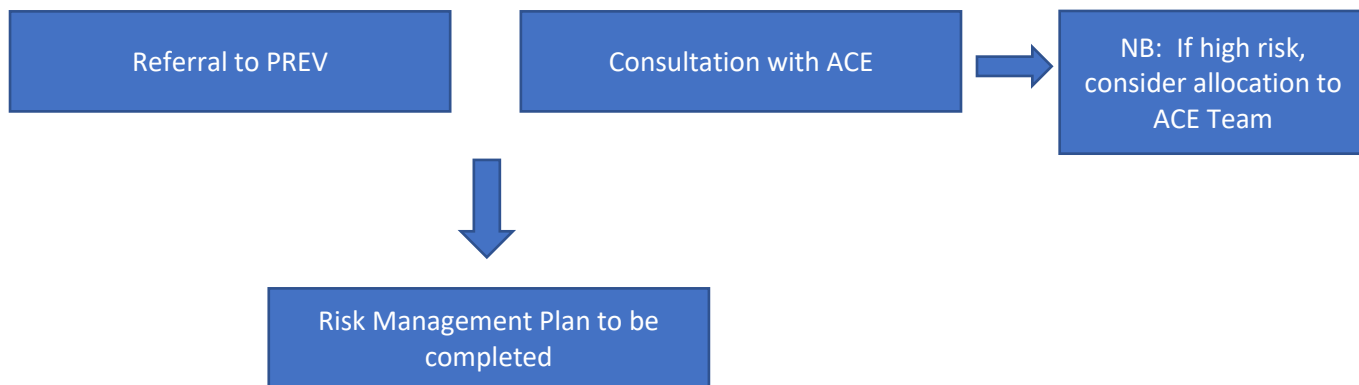 Referral to PREV
Consultation with ACE
NB:  If high risk,
consider allocation to
ACE Team
Risk Management Plan to be
completed